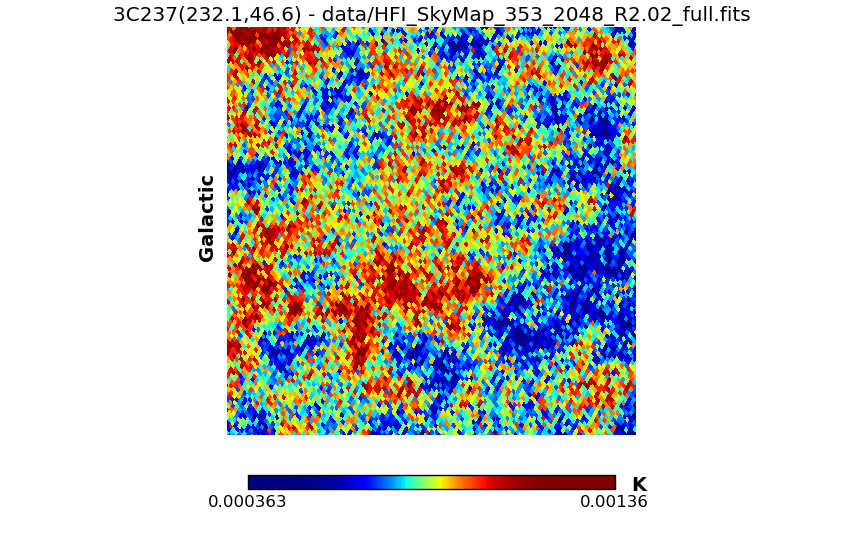 3C237(232.1,46.6) - data/HFI_SkyMap_353_2048_R2.02_full.fits
Galactic
K
0.000363
0.00136